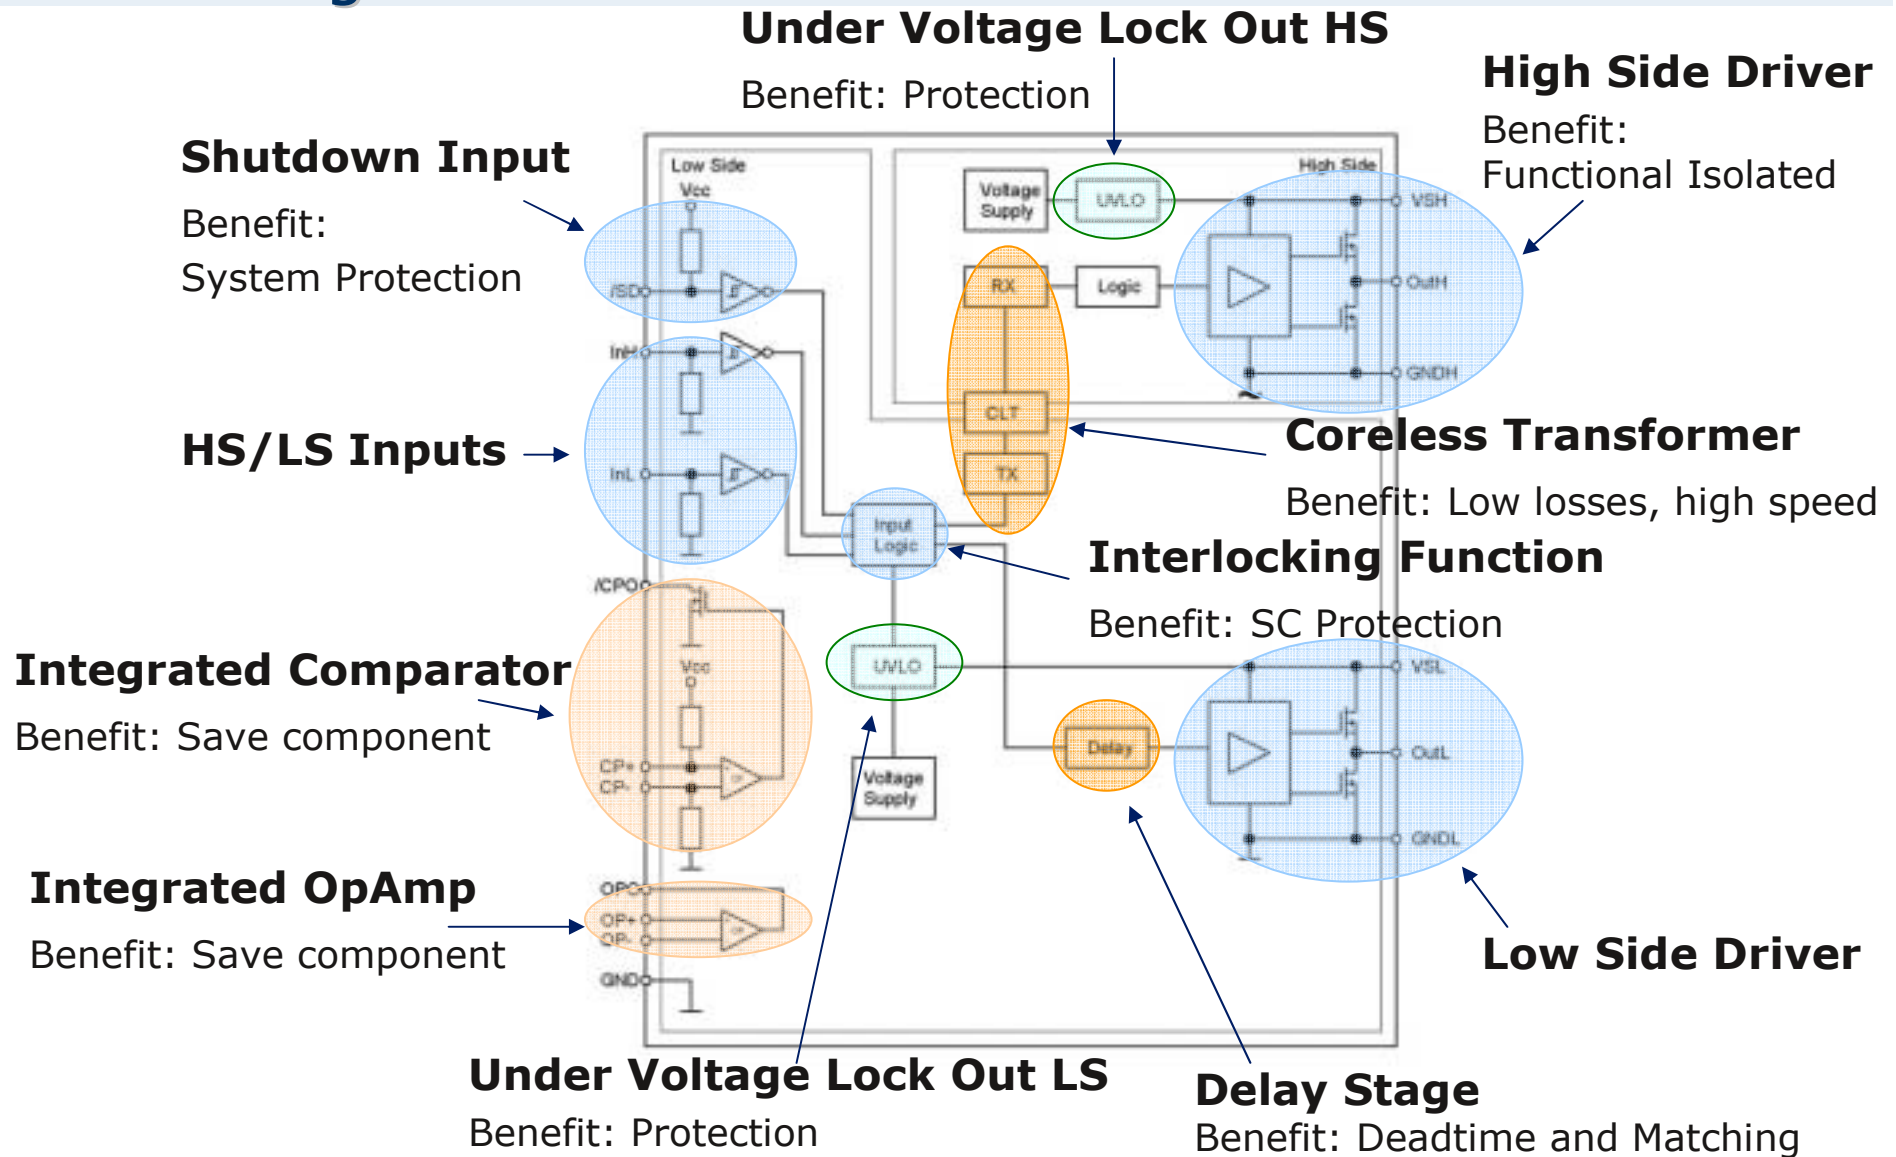 Under Voltage Lock Out HS
Benefit: Protection
High Side Driver
Benefit:
Functional Isolated
Shutdown Input
Benefit:
System Protection
Low Side
High Side
Vcc
Voltage
Supply
UVLO
VSH
/SD
RX
Logic
OutH
InH
GNDH
CLT
Coreless Transformer
Benefit: Low losses, high speed
HS/LS Inputs
InL
TX
Input
Logic
Interlocking Function
Benefit: SC Protection
/CPO
Integrated Comparator
Benefit: Save component
Vcc
UVLO
VSL
Delay
OutL
CP+
CP-
Voltage
Supply
GNDL
Integrated OpAmp
Benefit: Save component
OPO
OP+
OP-
GND
Low Side Driver
Under Voltage Lock Out LS
Benefit: Protection
Delay Stage
Benefit: Deadtime and Matching